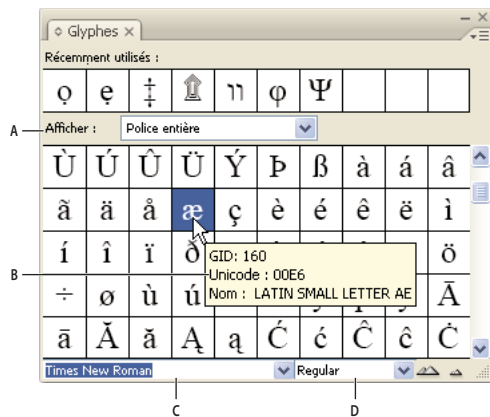 Glyphes
Récemment utilisés :
ọ ẹ ‡ ۩ װ φ Ψ
A
Afficher : Police entière
Ù Ú Û Ü Ý Þ ß à á â
ã ä å æ ç è é ê ë ì
í î ï ð ö
GID: 160
B
Unicode : 00E6
÷ ø ù ú Ā
Nom : LATIN SMALL LETTER AE
ā Ă ă Ą ą Ć ć Ĉ ĉ Ċ
Times New Roman Regular
C D